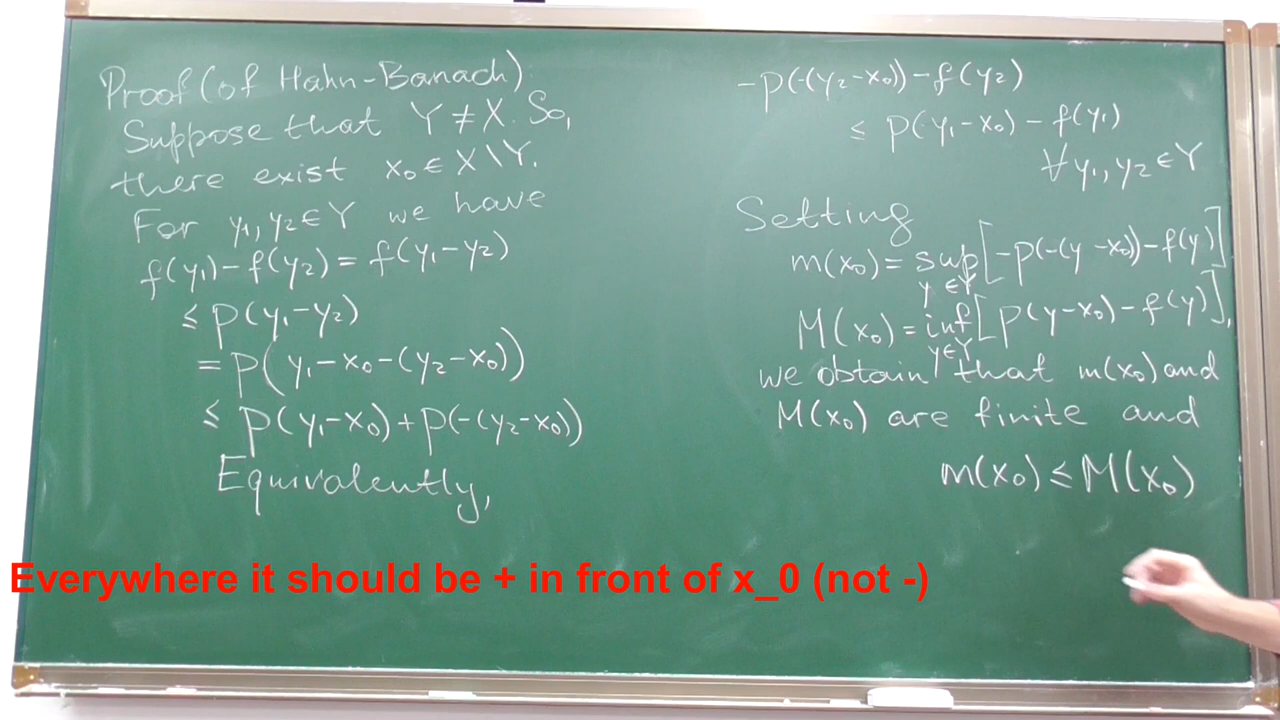 Proof (of Hahn-Banach)
Suppose that Y ≠ X. So,
there exist x₀ ∈ X \ Y.
For y₁, y₂ ∈ Y we have
f(y₁) - f(y₂) = f(y₁ - y₂)
≤ p(y₁ - y₂)
= p(y₁ - x₀ - (y₂ - x₀))
≤ p(y₁ - x₀) + p(-(y₂ - x₀))
Equivalently,
-p(-(y₂ - x₀)) - f(y₂)
≤ p(y₁ - x₀) - f(y₁)
∀ y₁, y₂ ∈ Y
Setting
m(x₀) = sup [-p(-(y - x₀)) - f(y)]
y ∈ Y
M(x₀) = inf [p(y - x₀) - f(y)],
y ∈ Y
we obtain that m(x₀) and
M(x₀) are finite and
m(x₀) ≤ M(x₀)
Everywhere it should be + in front of x_0 (not -)